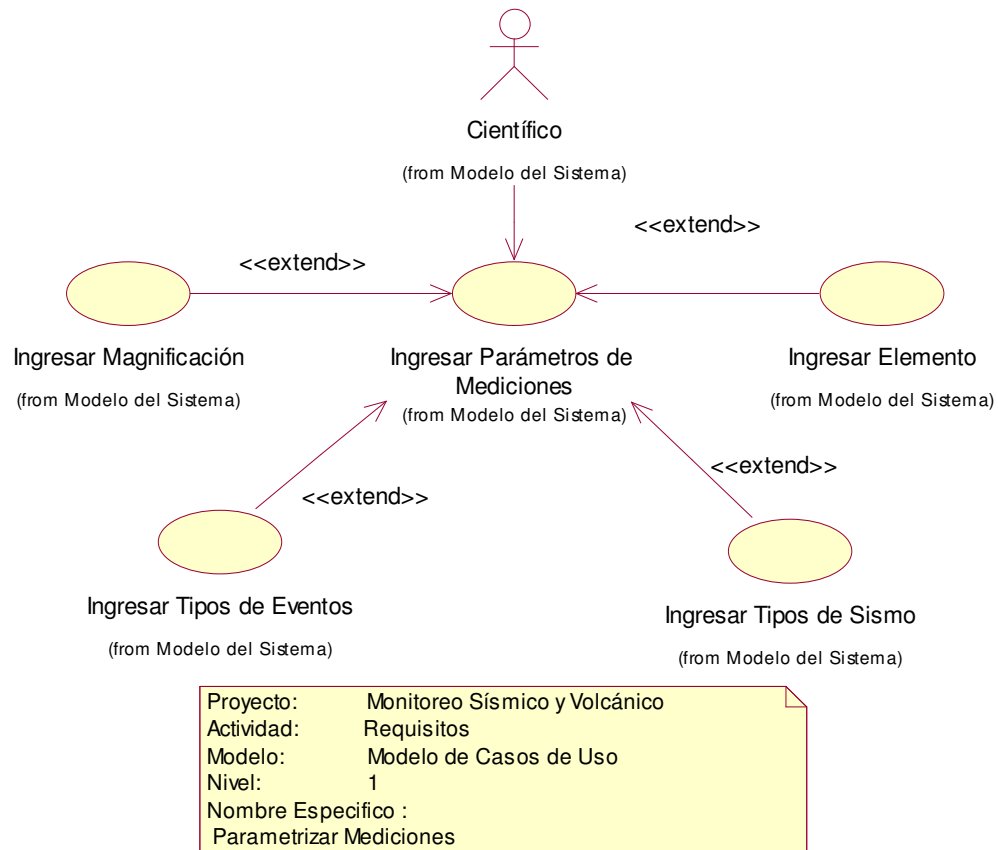 Científico
(from Modelo del Sistema)
<<extend>>
<<extend>>
Ingresar Magnificación
(from Modelo del Sistema)
Ingresar Parámetros de
Mediciones
(from Modelo del Sistema)
Ingresar Elemento
(from Modelo del Sistema)
<<extend>>
<<extend>>
Ingresar Tipos de Eventos
(from Modelo del Sistema)
Ingresar Tipos de Sismo
(from Modelo del Sistema)
Proyecto: Monitoreo Sísmico y Volcánico
Actividad: Requisitos
Modelo: Modelo de Casos de Uso
Nivel: 1
Nombre Especifico :
Parametrizar Mediciones